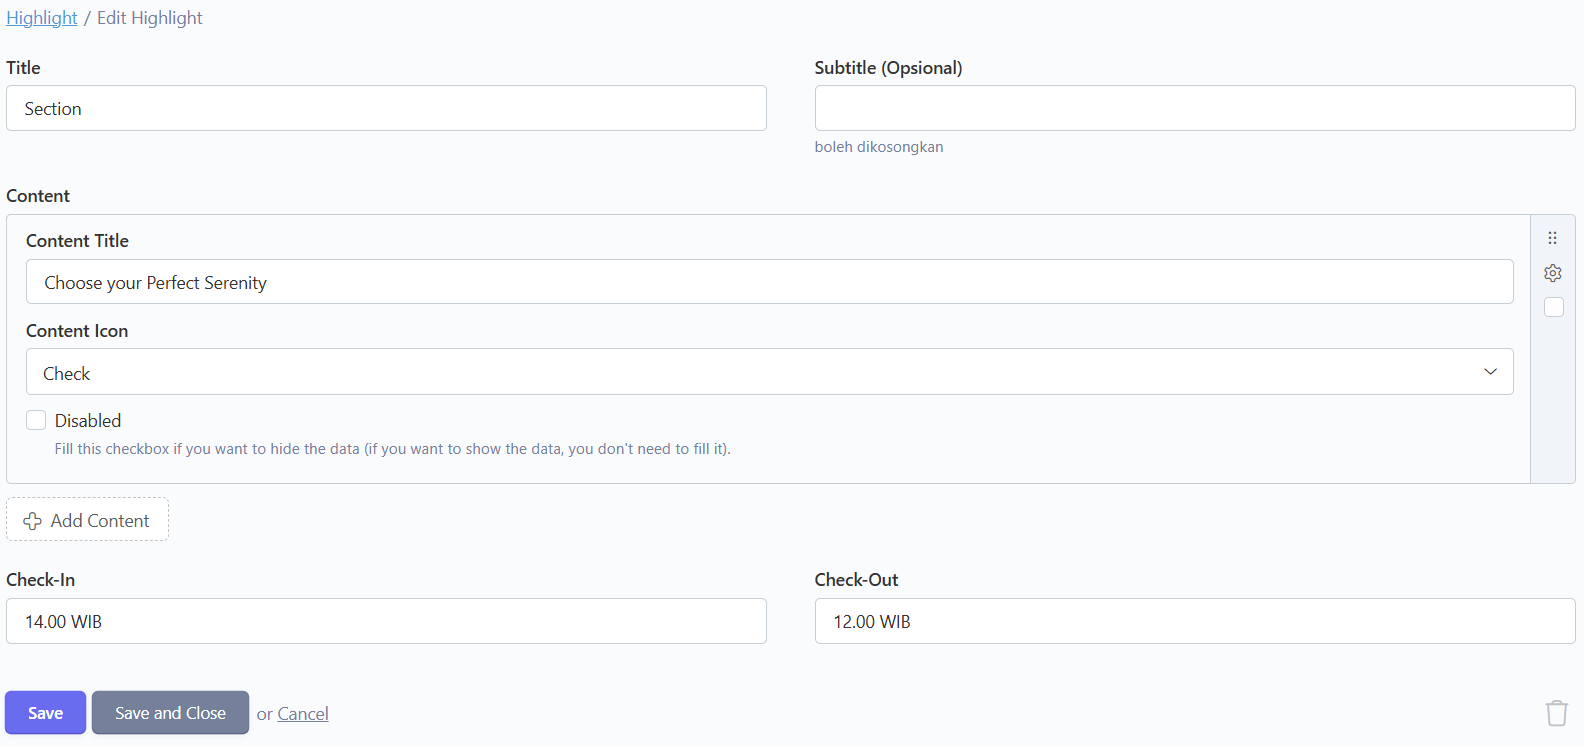 Highlight / Edit Highlight
Title
Subtitle (Opsional)
Section
boleh dikosongkan
Content
Content Title
Choose your Perfect Serenity
Content Icon
Check
Disabled
Fill this checkbox if you want to hide the data (if you want to show the data, you don't need to fill it).
Add Content
Check-In
Check-Out
14.00 WIB
12.00 WIB
Save
Save and Close
or Cancel